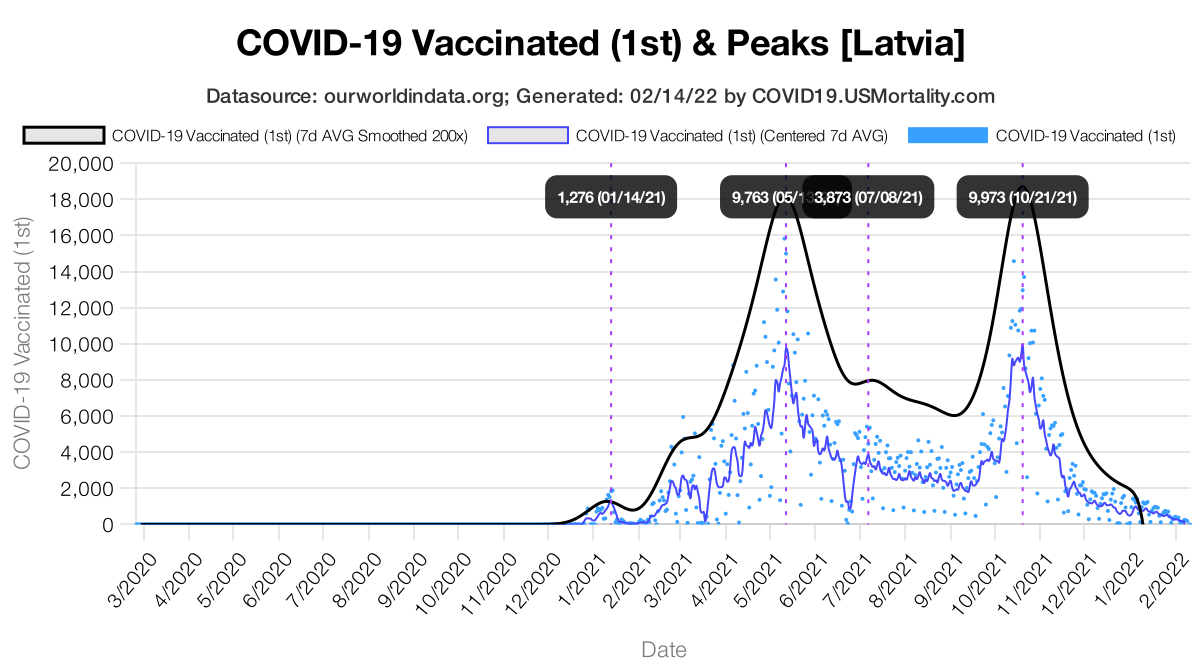 COVID-19 Vaccinated (1st) & Peaks [Latvia]
Datasource: ourworldindata.org; Generated: 02/14/22 by COVID19.USMortality.com
COVID-19 Vaccinated (1st) (7d AVG Smoothed 200x) COVID-19 Vaccinated (1st) (Centered 7d AVG) COVID-19 Vaccinated (1st)
COVID-19 Vaccinated (1st)
20,000
18,000
16,000
14,000
12,000
10,000
8,000
6,000
4,000
2,000
0
1,276 (01/14/21) 9,763 (05/13 3,873 (07/08/21) 9,973 (10/21/21)
3/2020 4/2020 5/2020 6/2020 7/2020 8/2020 9/2020 10/2020 11/2020 12/2020 1/2021 2/2021 3/2021 4/2021 5/2021 6/2021 7/2021 8/2021 9/2021 10/2021 11/2021 12/2021 1/2022 2/2022
Date